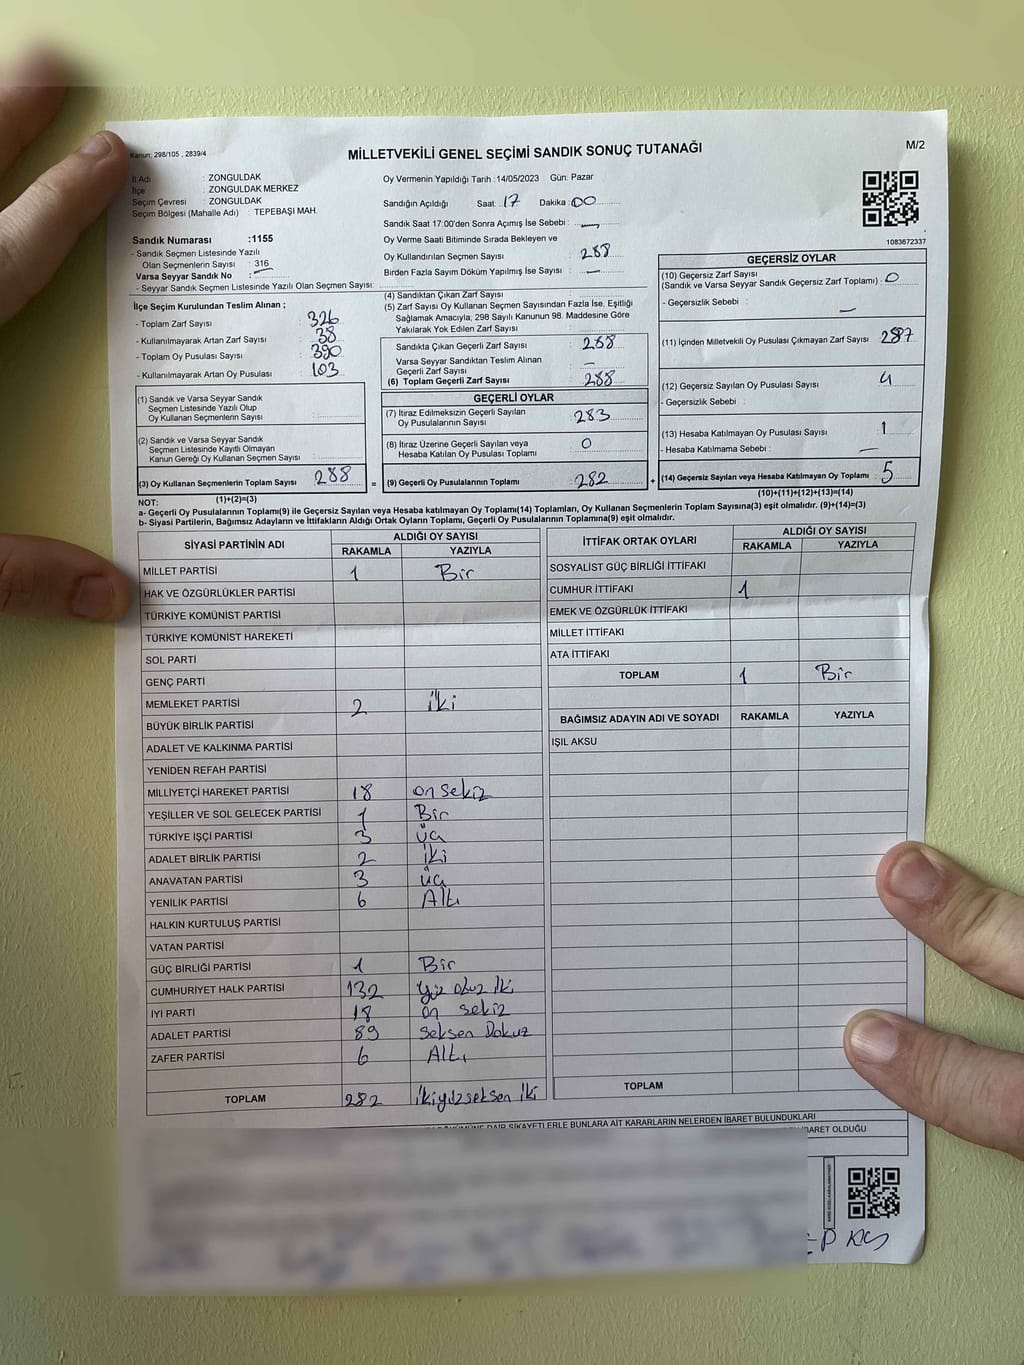 Kanun; 298/105 , 2839/4
MİLLETVEKİLİ GENEL SEÇİMİ SANDIK SONUÇ TUTANAĞI
M/2
İl Adı : ZONGULDAK
İlçe : ZONGULDAK MERKEZ
Seçim Çevresi : ZONGULDAK
Seçim Bölgesi (Mahalle Adı) : TEPEBAŞI MAH.
Sandık Numarası :1155
- Sandık Seçmen Listesinde Yazılı
Olan Seçmenlerin Sayısı : 316
Varsa Seyyar Sandık No :
- Seyyar Sandık Seçmen Listesinde Yazılı Olan Seçmen Sayısı:
Oy Vermenin Yapıldığı Tarih :14/05/2023 Gün: Pazar
Sandığın Açıldığı Saat: 17 Dakika :00
Sandık Saat 17:00'den Sonra Açımış İse Sebebi : —
Oy Verme Saati Bitiminde Sırada Bekleyen ve
Oy Kullandırılan Seçmen Sayısı : 288
Birden Fazla Sayım Döküm Yapılmış İse Sayısı : —
1083672337
İlçe Seçim Kurulundan Teslim Alınan ;
- Toplam Zarf Sayısı : 326
- Kullanılmayarak Artan Zarf Sayısı : 38
- Toplam Oy Pusulası Sayısı : 390
- Kullanılmayarak Artan Oy Pusulası : 103
(1) Sandık ve Varsa Seyyar Sandık
Seçmen Listesinde Yazılı Olup
Oy Kullanan Seçmenlerin Sayısı :
(2) Sandık ve Varsa Seyyar Sandık
Seçmen Listesinde Kayıtlı Olmayan
Kanun Gereği Oy Kullanan Seçmen Sayısı :
(3) Oy Kullanan Seçmenlerin Toplam Sayısı : 288 =
(1)+(2)=(3)
(4) Sandıktan Çıkan Zarf Sayısı :
(5) Zarf Sayısı Oy Kullanan Seçmen Sayısından Fazla İse, Eşitliği
Sağlamak Amacıyla; 298 Sayılı Kanunun 98. Maddesine Göre
Yakılarak Yok Edilen Zarf Sayısı :
Sandıkta Çıkan Geçerli Zarf Sayısı : 288
Varsa Seyyar Sandıktan Teslim Alınan
Geçerli Zarf Sayısı : —
(6) Toplam Geçerli Zarf Sayısı : 288
GEÇERLİ OYLAR
(7) İtiraz Edilmeksizin Geçerli Sayılan
Oy Pusulalarının Sayısı :283
(8) İtiraz Üzerine Geçerli Sayılan veya
Hesaba Katılan Oy Pusulası Toplamı : 0
(9) Geçerli Oy Pusulalarının Toplamı :282 +
GEÇERSİZ OYLAR
(10) Geçersiz Zarf Sayısı
(Sandık ve Varsa Seyyar Sandık Geçersiz Zarf Toplamı) : 0
- Geçersizlik Sebebi : —
(11) İçinden Milletvekili Oy Pusulası Çıkmayan Zarf Sayısı : 287
(12) Geçersiz Sayılan Oy Pusulası Sayısı : 4
- Geçersizlik Sebebi :
(13) Hesaba Katılmayan Oy Pusulası Sayısı : 1
- Hesaba Katılmama Sebebi : —
(14) Geçersiz Sayılan veya Hesaba Katılmayan Oy Toplamı : 5
(10)+(11)+(12)+(13)=(14)
NOT:
a- Geçerli Oy Pusulalarının Toplamı(9) ile Geçersiz Sayılan veya Hesaba katılmayan Oy Toplamı(14) Toplamları, Oy Kullanan Seçmenlerin Toplam Sayısına(3) eşit olmalıdır. (9)+(14)=(3)
b- Siyasi Partilerin, Bağımsız Adayların ve İttifakların Aldığı Ortak Oyların Toplamı, Geçerli Oy Pusulalarının Toplamına(9) eşit olmalıdır.
SİYASİ PARTİNİN ADI ALDIĞI OY SAYISI
RAKAMLA YAZIYLA
MİLLET PARTİSİ 1 Bir
HAK VE ÖZGÜRLÜKLER PARTİSİ
TÜRKİYE KOMÜNİST PARTİSİ
TÜRKİYE KOMÜNİST HAREKETİ
SOL PARTİ
GENÇ PARTİ
MEMLEKET PARTİSİ 2 İki
BÜYÜK BİRLİK PARTİSİ
ADALET VE KALKINMA PARTİSİ
YENİDEN REFAH PARTİSİ
MİLLİYETÇİ HAREKET PARTİSİ 18 on sekiz
YEŞİLLER VE SOL GELECEK PARTİSİ 1 Bir
TÜRKİYE İŞÇİ PARTİSİ 3 üç
ADALET BİRLİK PARTİSİ 2 İki
ANAVATAN PARTİSİ 3 üç
YENİLİK PARTİSİ 6 Altı
HALKIN KURTULUŞ PARTİSİ
VATAN PARTİSİ
GÜÇ BİRLİĞİ PARTİSİ 1 Bir
CUMHURİYET HALK PARTİSİ 132 Yüz otuz İki
İYİ PARTİ 18 on sekiz
ADALET PARTİSİ 89 Seksen Dokuz
ZAFER PARTİSİ 6 Altı
TOPLAM 282 İkiyüzseksen İki
İTTİFAK ORTAK OYLARI ALDIĞI OY SAYISI
RAKAMLA YAZIYLA
SOSYALİST GÜÇ BİRLİĞİ İTTİFAKI
CUMHUR İTTİFAKI 1
EMEK VE ÖZGÜRLÜK İTTİFAKI
MİLLET İTTİFAKI
ATA İTTİFAKI
TOPLAM 1 Bir
BAĞIMSIZ ADAYIN ADI VE SOYADI RAKAMLA YAZIYLA
IŞIL AKSU
TOPLAM
DAİR ŞİKAYETLERLE BUNLARA AİT KARARLARIN NELERDEN İBARET BULUNDUKLARI
İBARET OLDUĞU